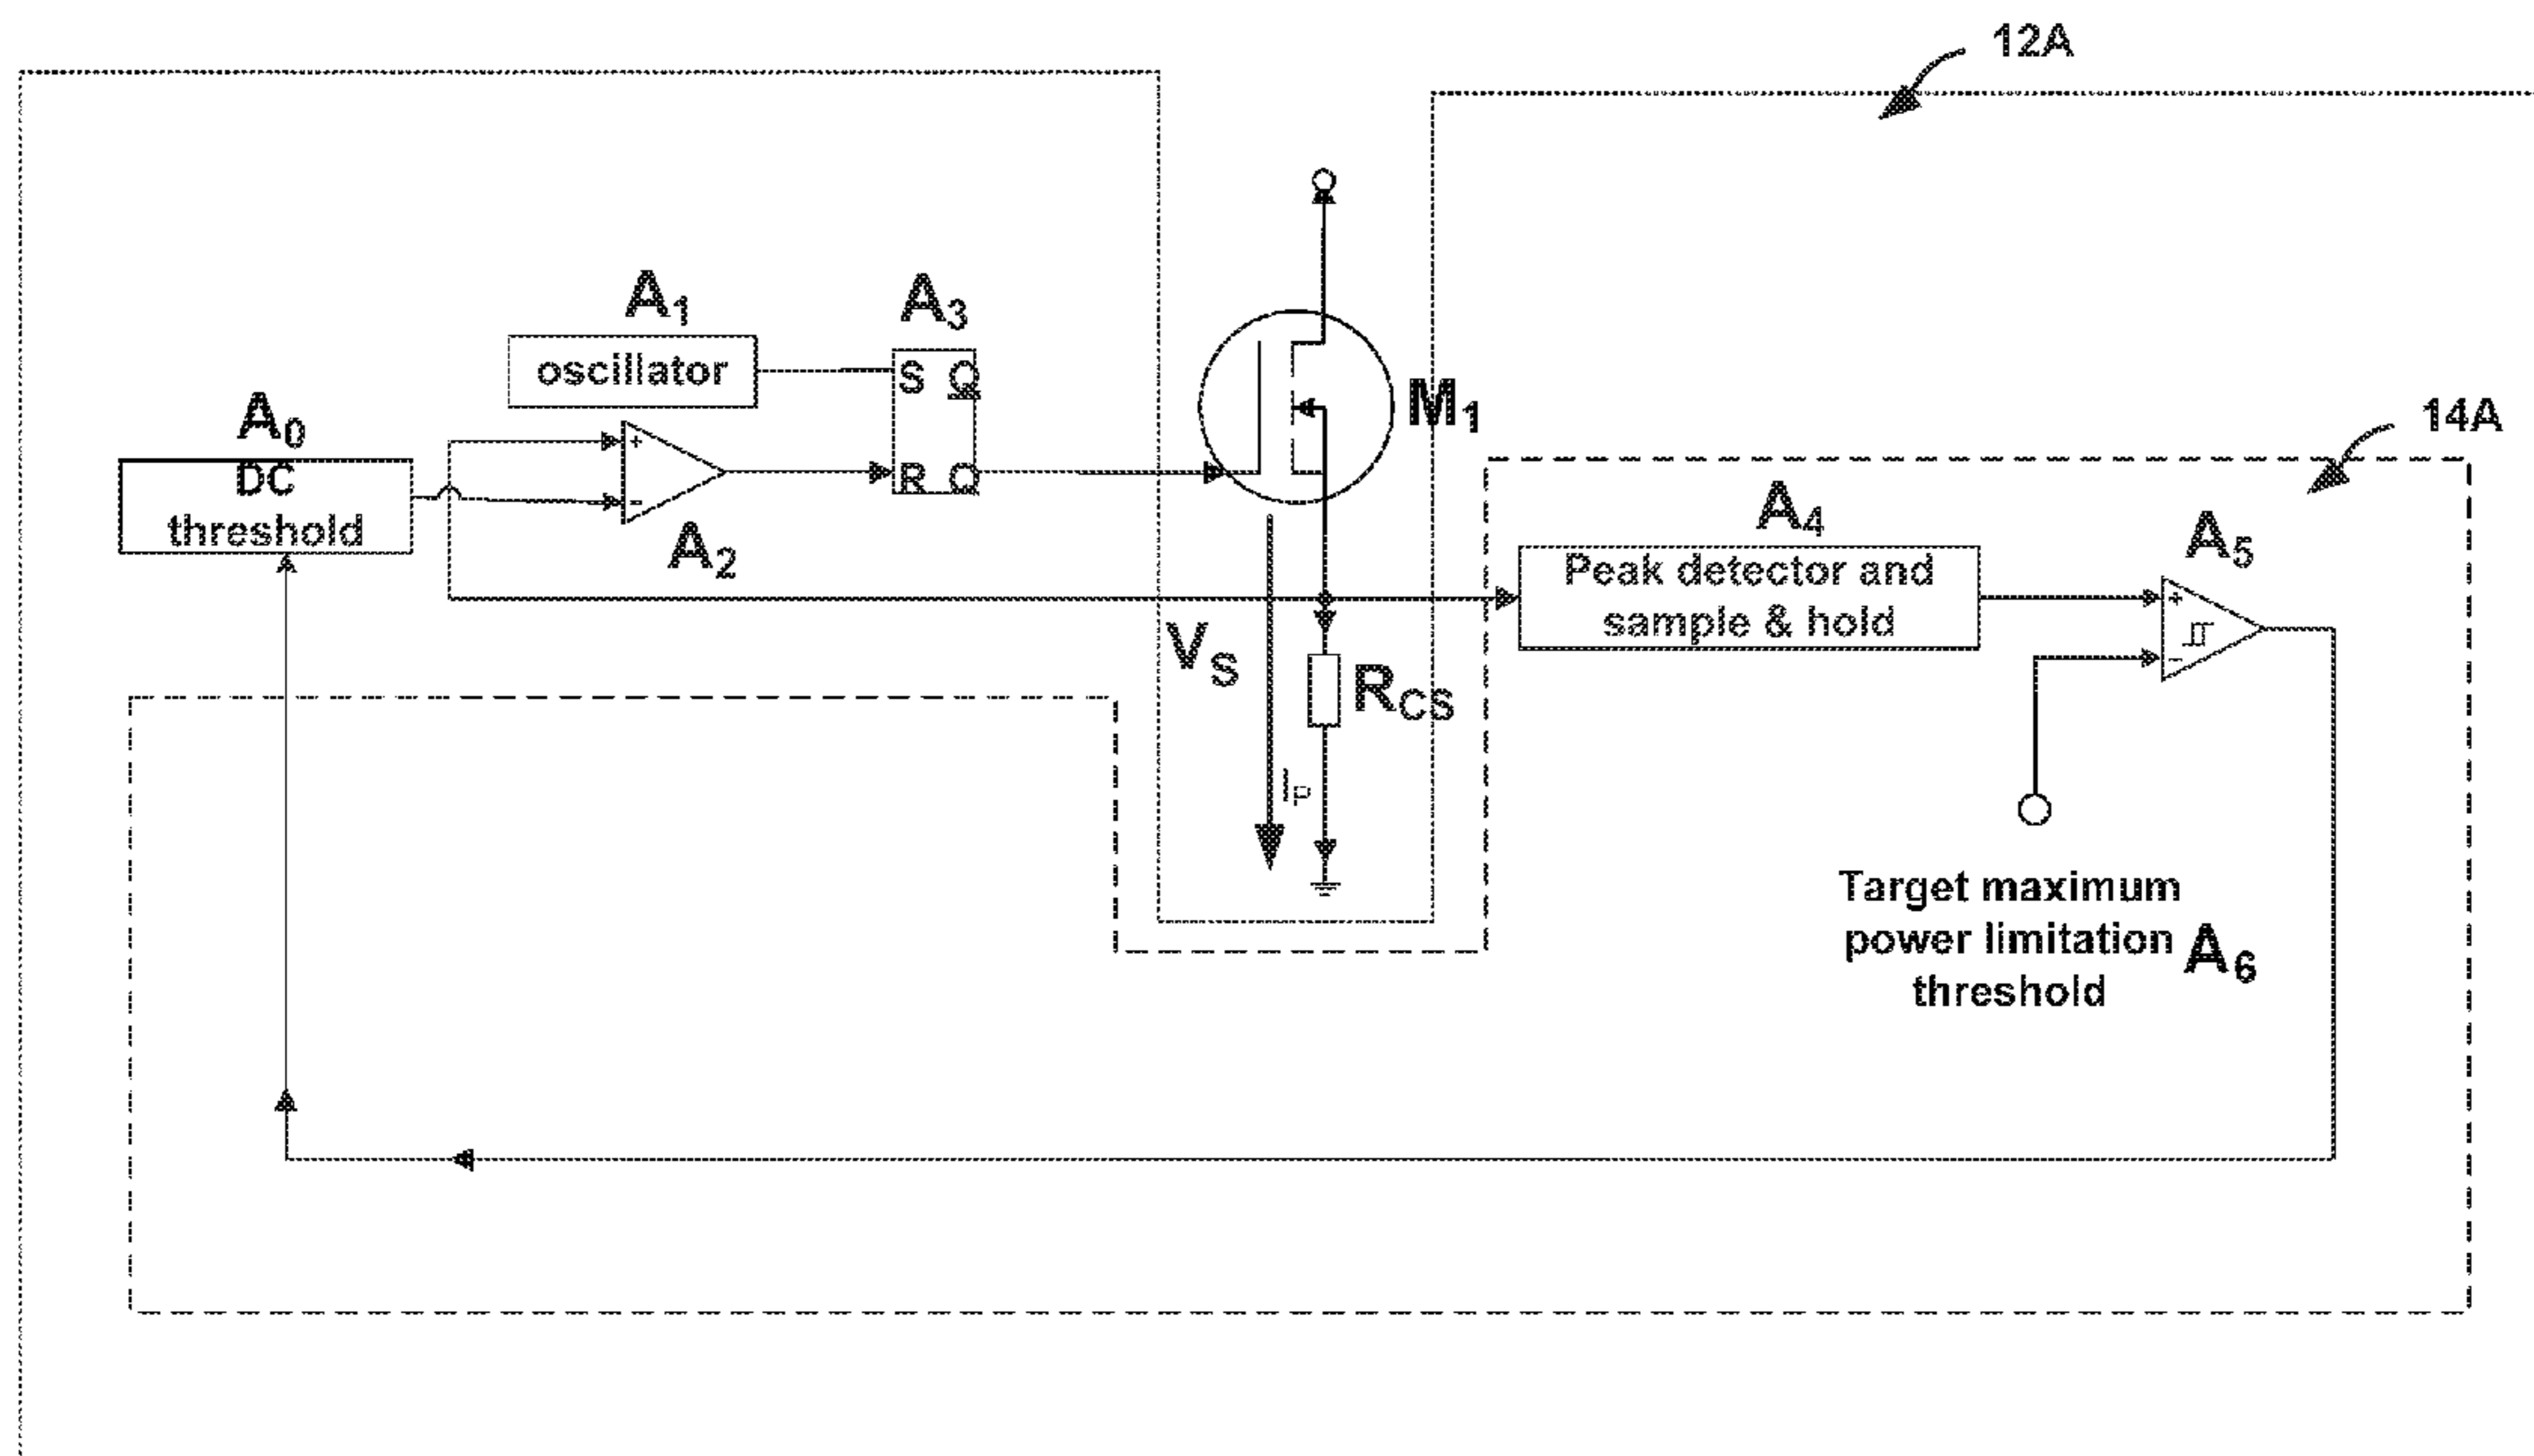 12A
A1
A3
oscillator
S Q
M1
A0
14A
DC
threshold
+
-
R Q
A2
A4
A5
Peak detector and
sample & hold
+
-
VS
RCS
IP
Target maximum
power limitation
threshold
A6